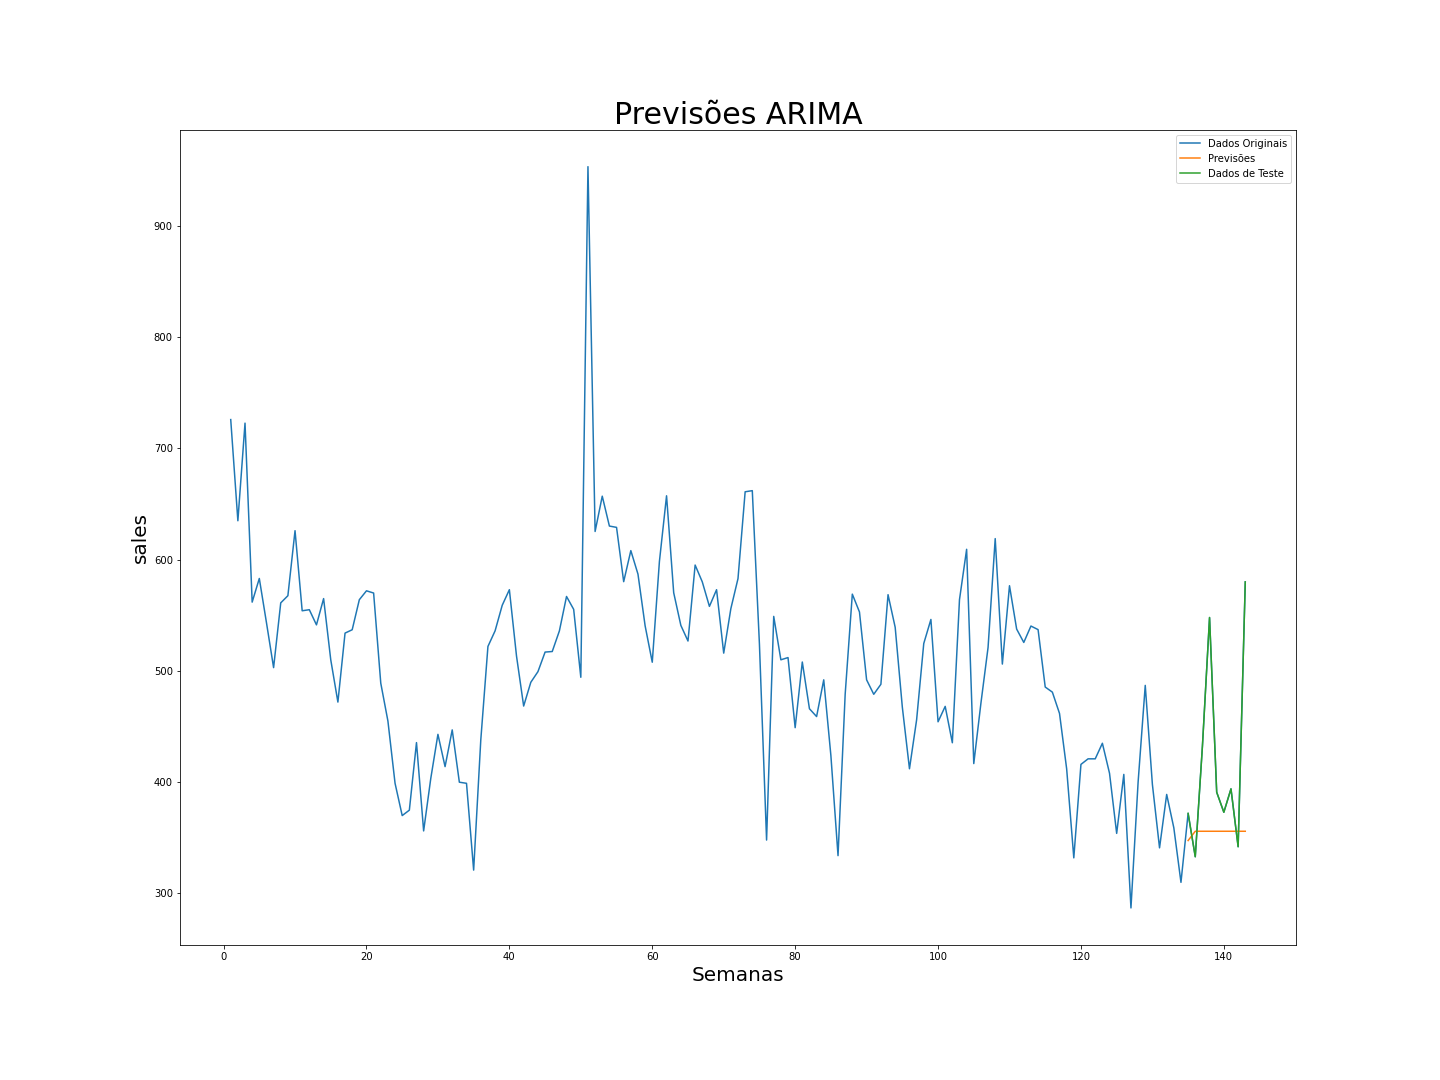 Previsões ARIMA
Dados Originais
Previsões
Dados de Teste
sales
900
800
700
600
500
400
300
0 20 40 60 80 100 120 140
Semanas